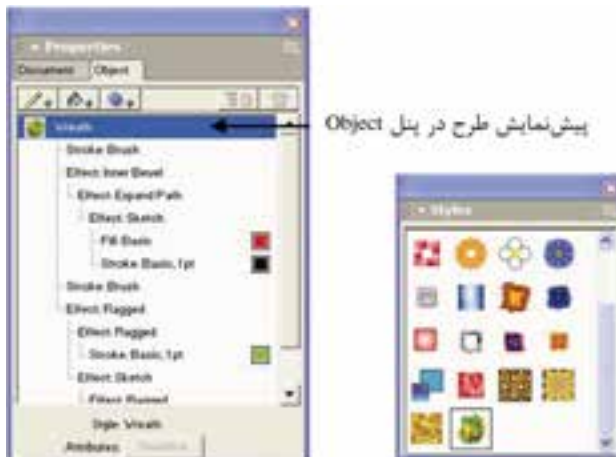 Properties
Document Object
Wreath
پیش‌نمایش طرح در پنل Object
Stroke Brush
Effect: Inner Bevel
Effect: Expand Path
Effect: Sketch
Fill: Basic
Stroke: Basic, 1pt
Stroke Brush
Effect: Ragged
Effect: Ragged
Stroke: Basic, 1pt
Effect: Sketch
Effect: Ragged
Style: Wreath
Attributes:
Styles